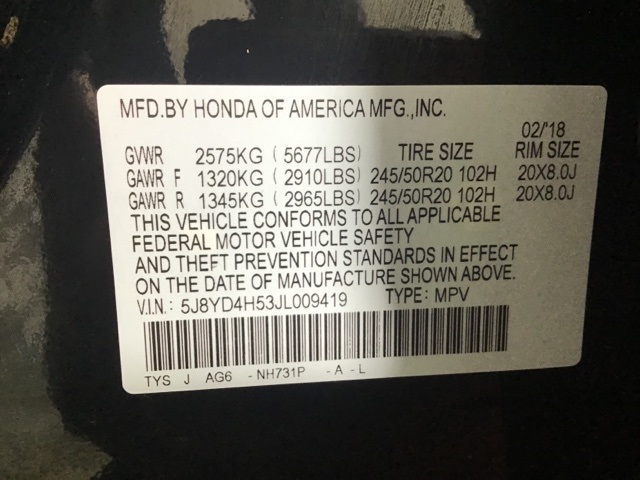 MFD.BY HONDA OF AMERICA MFG.,INC.
02/'18
GVWR 2575KG ( 5677LBS) TIRE SIZE RIM SIZE
GAWR F 1320KG ( 2910LBS) 245/50R20 102H 20X8.0J
GAWR R 1345KG ( 2965LBS) 245/50R20 102H 20X8.0J
THIS VEHICLE CONFORMS TO ALL APPLICABLE
FEDERAL MOTOR VEHICLE SAFETY
AND THEFT PREVENTION STANDARDS IN EFFECT
ON THE DATE OF MANUFACTURE SHOWN ABOVE.
V.I.N.: 5J8YD4H53JL009419 TYPE: MPV
TYS J AG6 -NH731P -A -L